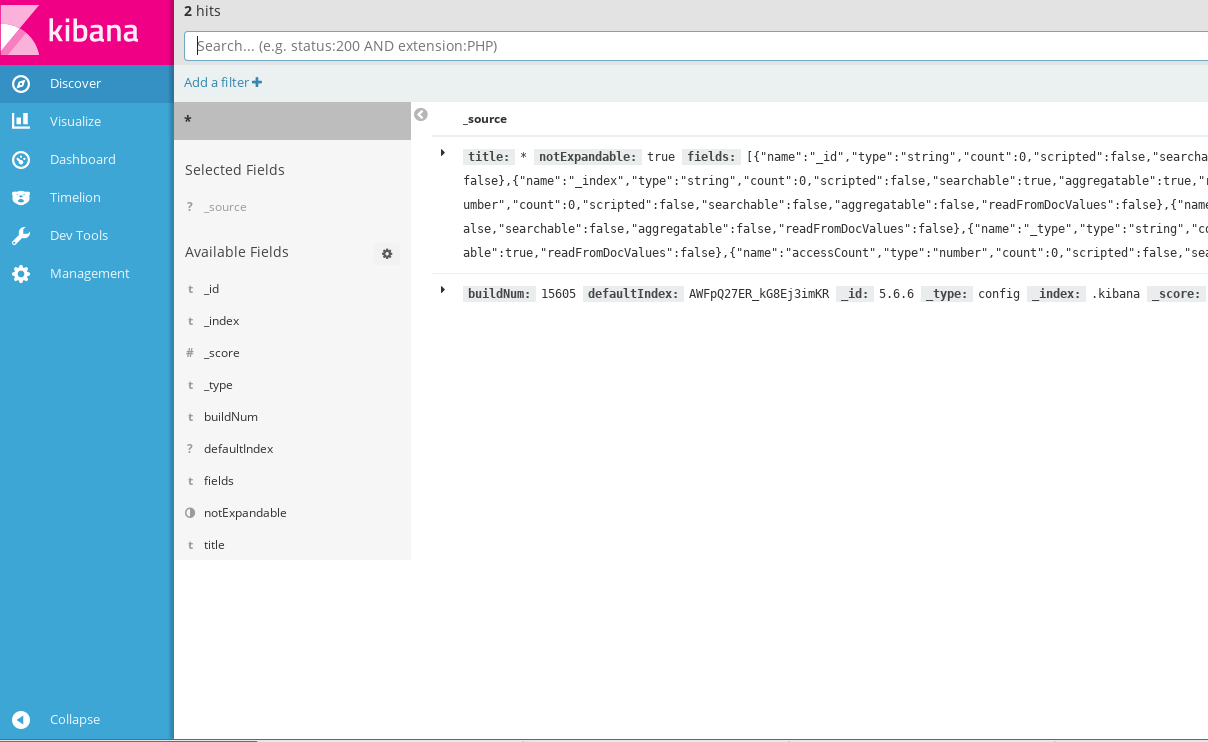 kibana
Discover
Visualize
Dashboard
Timelion
Dev Tools
Management
Collapse
2 hits
Search... (e.g. status:200 AND extension:PHP)
Add a filter
*
Selected Fields
? _source
Available Fields
t _id
t _index
# _score
t _type
t buildNum
? defaultIndex
t fields
notExpandable
t title
_source
title: * notExpandable: true fields: [{"name":"_id","type":"string","count":0,"scripted":false,"searcha
false},{"name":"_index","type":"string","count":0,"scripted":false,"searchable":true,"aggregatable":true,"
umber","count":0,"scripted":false,"searchable":false,"aggregatable":false,"readFromDocValues":false},{"name
alse,"searchable":false,"aggregatable":false,"readFromDocValues":false},{"name":"_type","type":"string","co
able":true,"readFromDocValues":false},{"name":"accessCount","type":"number","count":0,"scripted":false,"sea
buildNum: 15605 defaultIndex: AWFpQ27ER_kG8Ej3imKR _id: 5.6.6 _type: config _index: .kibana _score: